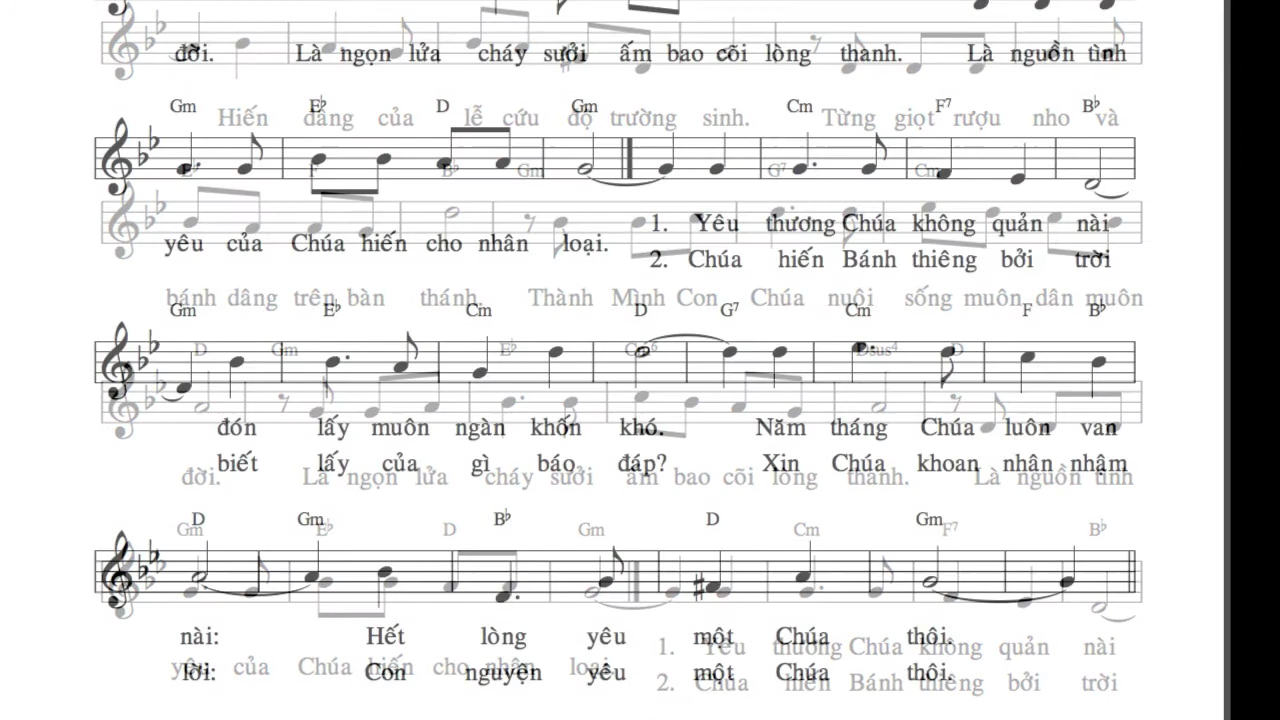 đời. Là ngọn lửa cháy sưởi ấm bao cõi lòng thanh. Là nguồn tình
Gm E♭ D Gm Cm F7 B♭
Hiến dâng của lễ cứu độ trường sinh. Từng giọt rượu nho và
E♭ F B♭ Gm G7 Cm
1. Yêu thương Chúa không quản nài
yêu của Chúa hiến cho nhân loại.
2. Chúa hiến Bánh thiêng bởi trời
bánh dâng trên bàn thánh. Thành Mình Con Chúa nuôi sống muôn dân muôn
Gm E♭ Cm D G7 Cm F B♭
D Gm E♭ Dsus4 D
đón lấy muôn ngàn khốn khó. Năm tháng Chúa luôn van
biết lấy của gì báo đáp? Xin Chúa khoan nhân nhậm
đời. Là ngọn lửa cháy sưởi ấm bao cõi lòng thanh. Là nguồn tình
D Gm B♭ D Gm
Gm E♭ D Gm Cm F7 B♭
nài: Hết lòng yêu một Chúa thôi.
1. Yêu thương Chúa không quản nài
yêu của Chúa hiến cho nhân loại.
lời: Con nguyện yêu một Chúa thôi.
2. Chúa hiến Bánh thiêng bởi trời